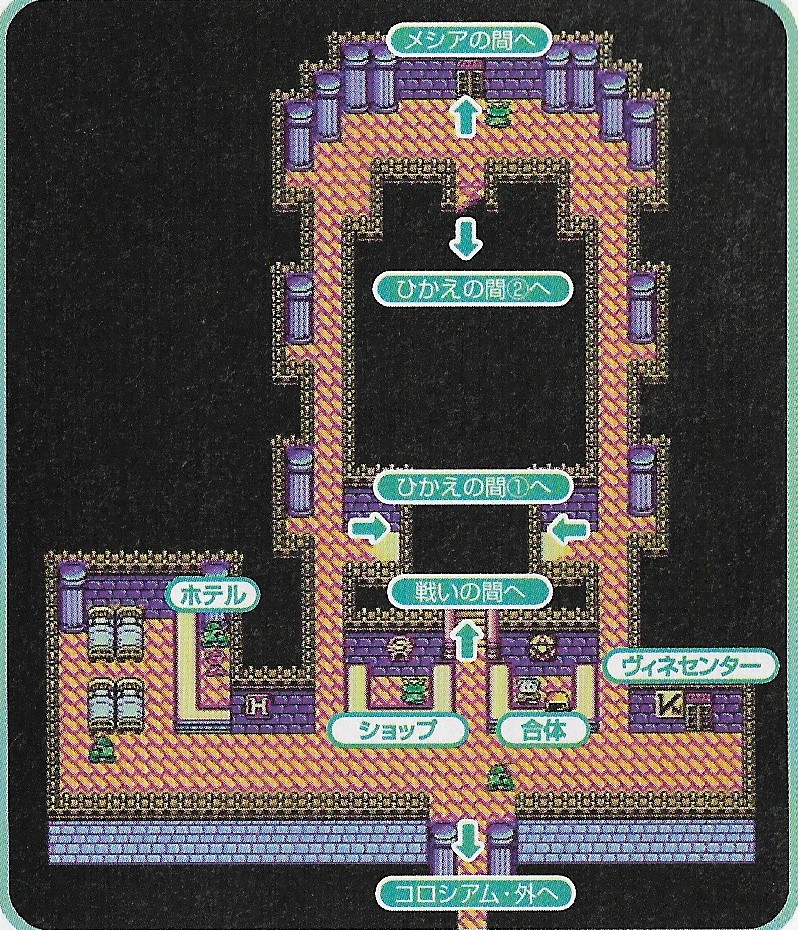 メシアの間へ
ひかえの間②へ
ひかえの間①へ
戦いの間へ
ホテル
ヴィネセンター
H
V
ショップ
合体
コロシアム・外へ